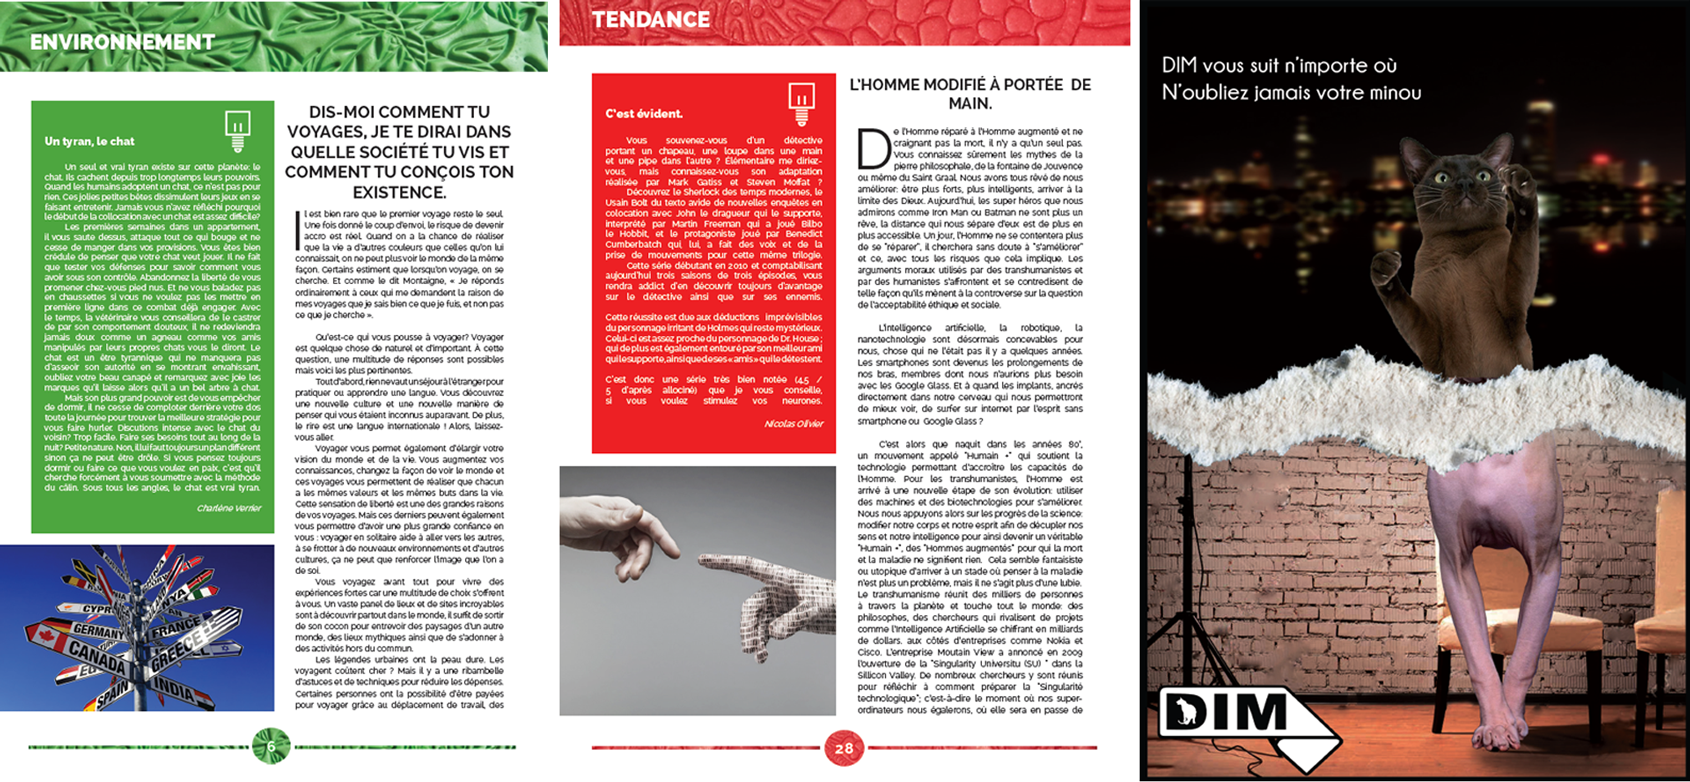 ENVIRONNEMENT
Un tyran, le chat
Un seul et vrai tyran existe sur cette planète: le
chat. Ils cachent depuis trop longtemps leurs pouvoirs.
Quand les humains adoptent un chat, ce n'est pas pour
rien. Ces jolies petites bêtes dissimulent leurs jeux en se
faisant entretenir. Jamais vous n'avez réfléchi pourquoi
le début de la collocation avec un chat est assez difficile?
Les premières semaines dans un appartement,
il vous saute dessus, attaque tout ce qui bouge et ne
cesse de manger dans vos provisions. Vous êtes bien
crédule de penser que votre chat veut jouer. Il ne fait
que tester vos défenses pour savoir comment vous
avoir sous son contrôle. Abandonnez la liberté de vous
promener chez-vous pied nus. Et ne vous baladez pas
en chaussettes si vous ne voulez pas les mettre en
première ligne dans ce combat déjà engager. Avec
le temps, la vétérinaire vous conseillera de le castrer
de par son comportement douteux, il ne redeviendra
jamais doux comme un agneau comme vos amis
manipulés par leurs propres chats vous le diront. Le
chat est un être tyrannique qui ne manquera pas
d'asseoir son autorité en se montrant envahissant,
oubliez votre beau canapé et remarquez avec joie les
marques qu'il laisse alors qu'il a un bel arbre à chat.
Mais son plus grand pouvoir est de vous empêcher
de dormir, il ne cesse de comploter derrière votre dos
toute la journée pour trouver la meilleure stratégie pour
vous faire hurler. Discutions intense avec le chat du
voisin? Trop facile. Faire ses besoins tout au long de la
nuit? Petite nature. Non, il lui faut toujours un plan différent
sinon ça ne peut être drôle. Si vous pensez toujours
dormir ou faire ce que vous voulez en paix, c'est qu'il
cherche forcément à vous soumettre avec la méthode
du câlin. Sous tous les angles, le chat est vrai tyran.
Charlène Verrier
CYPR
KENYA
GERMANY
FRANCE
CANADA
GREECE
SPAIN
INDIA
DIS-MOI COMMENT TU
VOYAGES, JE TE DIRAI DANS
QUELLE SOCIÉTÉ TU VIS ET
COMMENT TU CONÇOIS TON
EXISTENCE.
Il est bien rare que le premier voyage reste le seul.
Une fois donné le coup d'envoi, le risque de devenir
accro est réel. Quand on a la chance de réaliser
que la vie a d'autres couleurs que celles qu'on lui
connaissait, on ne peut plus voir le monde de la même
façon. Certains estiment que lorsqu'on voyage, on se
cherche. Et comme le dit Montaigne, « Je réponds
ordinairement à ceux qui me demandent la raison de
mes voyages que je sais bien ce que je fuis, et non pas
ce que je cherche ».
Qu'est-ce qui vous pousse à voyager? Voyager
est quelque chose de naturel et d'important. À cette
question, une multitude de réponses sont possibles
mais voici les plus pertinentes.
Tout d'abord, rien ne vaut un séjour à l'étranger pour
pratiquer ou apprendre une langue. Vous découvrez
une nouvelle culture et une nouvelle manière de
penser qui vous étaient inconnus auparavant. De plus,
le rire est une langue internationale ! Alors, laissez-
vous aller.
Voyager vous permet également d'élargir votre
vision du monde et de la vie. Vous augmentez vos
connaissances, changez la façon de voir le monde et
ces voyages vous permettent de réaliser que chacun
a les mêmes valeurs et les mêmes buts dans la vie.
Cette sensation de liberté est une des grandes raisons
de vos voyages. Mais ces derniers peuvent également
vous permettre d'avoir une plus grande confiance en
vous : voyager en solitaire aide à aller vers les autres,
à se frotter à de nouveaux environnements et d'autres
cultures, ça ne peut que renforcer l'image que l'on a
de soi.
Vous voyagez avant tout pour vivre des
expériences fortes car une multitude de choix s'offrent
à vous. Un vaste panel de lieux et de sites incroyables
sont à découvrir partout dans le monde, il suffit de sortir
de son cocon pour entrevoir des paysages d'un autre
monde, des lieux mythiques ainsi que de s'adonner à
des activités hors du commun.
Les légendes urbaines ont la peau dure. Les
voyagent coûtent cher ? Mais il y a une ribambelle
d'astuces et de techniques pour réduire les dépenses.
Certaines personnes ont la possibilité d'être payées
pour voyager grâce au déplacement de travail, des
6
TENDANCE
C'est évident.
Vous souvenez-vous d'un détective
portant un chapeau, une loupe dans une main
et une pipe dans l'autre ? Élémentaire me diriez-
vous, mais connaissez-vous son adaptation
réalisée par Mark Gatiss et Steven Moffat ?
Découvrez le Sherlock des temps modernes, le
Usain Bolt du texto avide de nouvelles enquêtes en
colocation avec John le dragueur qui le supporte,
interprété par Martin Freeman qui a joué Bilbo
le Hobbit, et le protagoniste joué par Benedict
Cumberbatch qui, lui, a fait des voix et de la
prise de mouvements pour cette même trilogie.
Cette série débutant en 2010 et comptabilisant
aujourd'hui trois saisons de trois épisodes, vous
rendra addict d'en découvrir toujours d'avantage
sur le détective ainsi que sur ses ennemis.
Cette réussite est due aux déductions imprévisibles
du personnage irritant de Holmes qui reste mystérieux.
Celui-ci est assez proche du personnage de Dr. House ;
qui de plus est également entouré par son meilleur ami
qui le supporte, ainsi que de ses « amis » qui le détestent.
C'est donc une série très bien notée (4.5 /
5 d'après allociné) que je vous conseille,
si vous voulez stimulez vos neurones.
Nicolas Olivier
L'HOMME MODIFIÉ À PORTÉE DE
MAIN.
De l'Homme réparé à l'Homme augmenté et ne
craignant pas la mort, il n'y a qu'un seul pas.
Vous connaissez sûrement les mythes de la
pierre philosophale, de la fontaine de Jouvence
ou même du Saint Graal. Nous avons tous rêvé de nous
améliorer: être plus forts, plus intelligents, arriver à la
limite des Dieux. Aujourd'hui, les super héros que nous
admirons comme Iron Man ou Batman ne sont plus un
rêve, la distance qui nous sépare d'eux est de plus en
plus accessible. Un jour, l'Homme ne se contentera plus
de se "réparer", il cherchera sans doute à "s'améliorer"
et ce, avec tous les risques que cela implique. Les
arguments moraux utilisés par des transhumanistes et
par des humanistes s'affrontent et se contredisent de
telle façon qu'ils mènent à la controverse sur la question
de l'acceptabilité éthique et sociale.
L'intelligence artificielle, la robotique, la
nanotechnologie sont désormais concevables pour
nous, chose qui ne l'était pas il y a quelques années.
Les smartphones sont devenus les prolongements de
nos bras, membres dont nous n'aurions plus besoin
avec les Google Glass. Et à quand les implants, ancrés
directement dans notre cerveau qui nous permettront
de mieux voir, de surfer sur internet par l'esprit sans
smartphone ou Google Glass ?
C'est alors que naquit dans les années 80',
un mouvement appelé "Humain +" qui soutient la
technologie permettant d'accroître les capacités de
l'Homme. Pour les transhumanistes, l'Homme est
arrivé à une nouvelle étape de son évolution: utiliser
des machines et des biotechnologies pour s'améliorer.
Nous nous appuyons alors sur les progrès de la science:
modifier notre corps et notre esprit afin de décupler nos
sens et notre intelligence pour ainsi devenir un véritable
"Humain +", des "Hommes augmentés" pour qui la mort
et la maladie ne signifient rien. Cela semble fantaisiste
ou utopique d'arriver à un stade où penser à la maladie
n'est plus un problème, mais il ne s'agit plus d'une lubie.
Le transhumanisme réunit des milliers de personnes
à travers la planète et touche tout le monde: des
philosophes, des chercheurs qui rivalisent de projets
comme l'Intelligence Artificielle se chiffrant en milliards
de dollars, aux côtés d'entreprises comme Nokia et
Cisco. L'entreprise Moutain View a annoncé en 2009
l'ouverture de la "Singularity Universitu (SU) " dans la
Sillicon Valley. De nombreux chercheurs y sont réunis
pour réfléchir à comment préparer la "Singularité
technologique"; c'est-à-dire le moment où nos super-
ordinateurs nous égalerons, où elle sera en passe de
28
DIM vous suit n'importe où
N'oubliez jamais votre minou
DIM